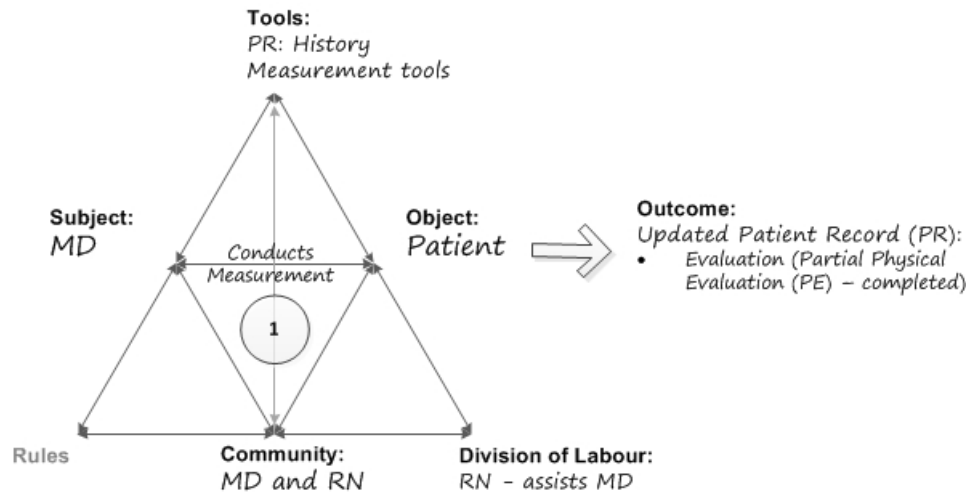 Tools:
PR: History
Measurement tools
Subject:
MD
Object:
Patient
Conducts
Measurement
Outcome:
Updated Patient Record (PR):
• Evaluation (Partial Physical
Evaluation (PE) – completed)
1
Rules
Community:
MD and RN
Division of Labour:
RN - assists MD